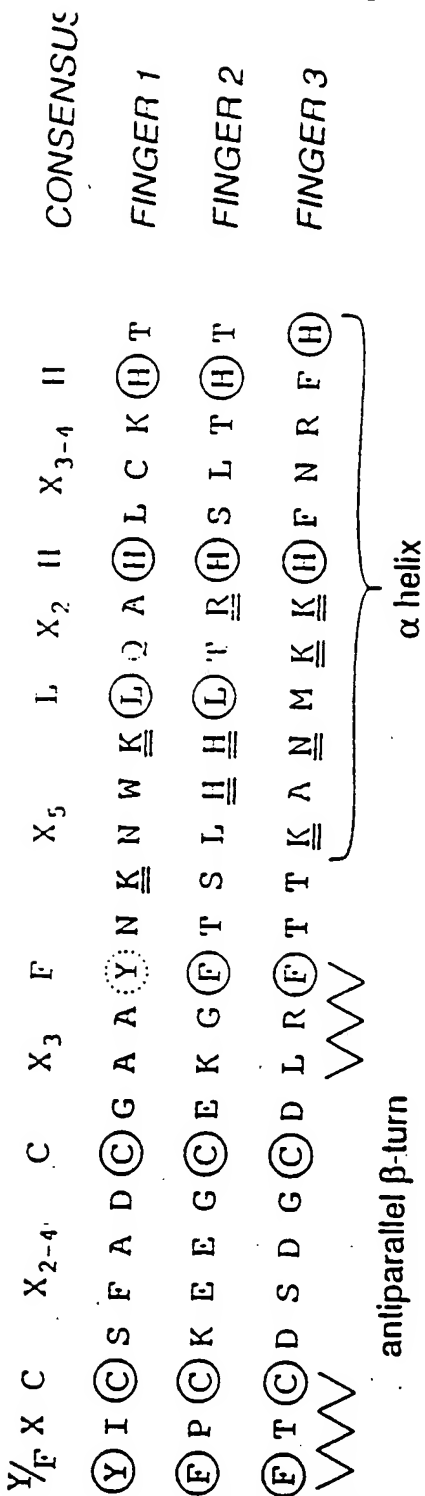 Y/F X C X2-4 C X3 F X5 L X2 H X3-4 H CONSENSUS
Y I C S F A D C G A A Y N K N W K L Q A H L C K H T FINGER 1
F P C K E E G C E K G F T S L H H L T R H S L T H T FINGER 2
F T C D S D G C D L R F T T K A N M K K H F N R F H FINGER 3
antiparallel β-turn
α helix